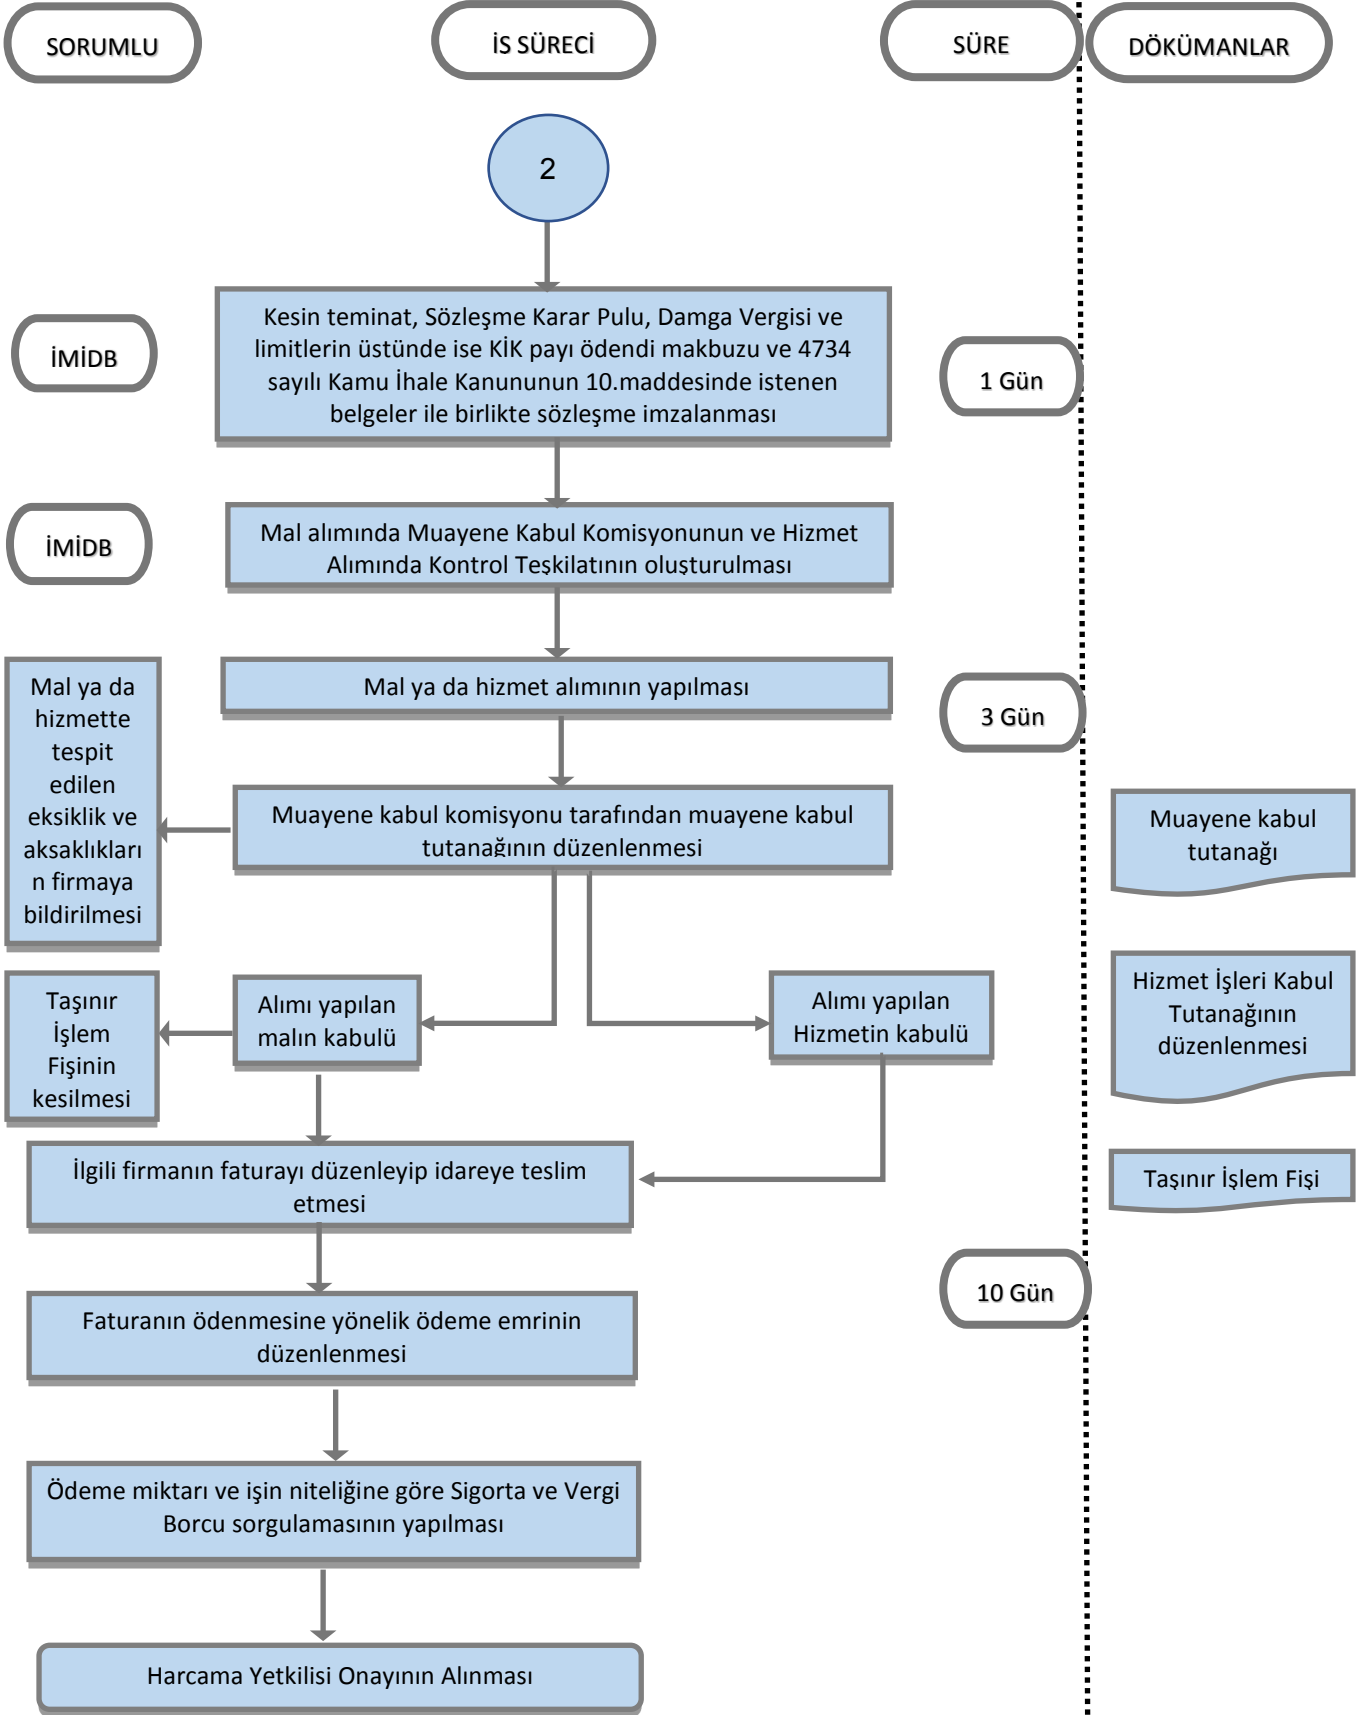 SORUMLU
İS SÜRECİ
SÜRE
DÖKÜMANLAR
2
İMİDB
Kesin teminat, Sözleşme Karar Pulu, Damga Vergisi ve
limitlerin üstünde ise KİK payı ödendi makbuzu ve 4734
sayılı Kamu İhale Kanununun 10.maddesinde istenen
belgeler ile birlikte sözleşme imzalanması
1 Gün
İMİDB
Mal alımında Muayene Kabul Komisyonunun ve Hizmet
Alımında Kontrol Teşkilatının oluşturulması
Mal ya da hizmet alımının yapılması
3 Gün
Mal ya da
hizmette
tespit
edilen
eksiklik ve
aksaklıkları
n firmaya
bildirilmesi
Muayene kabul komisyonu tarafından muayene kabul
tutanağının düzenlenmesi
Muayene kabul
tutanağı
Taşınır
İşlem
Fişinin
kesilmesi
Alımı yapılan
malın kabulü
Alımı yapılan
Hizmetin kabulü
Hizmet İşleri Kabul
Tutanağının
düzenlenmesi
İlgili firmanın faturayı düzenleyip idareye teslim
etmesi
Taşınır İşlem Fişi
10 Gün
Faturanın ödenmesine yönelik ödeme emrinin
düzenlenmesi
Ödeme miktarı ve işin niteliğine göre Sigorta ve Vergi
Borcu sorgulamasının yapılması
Harcama Yetkilisi Onayının Alınması